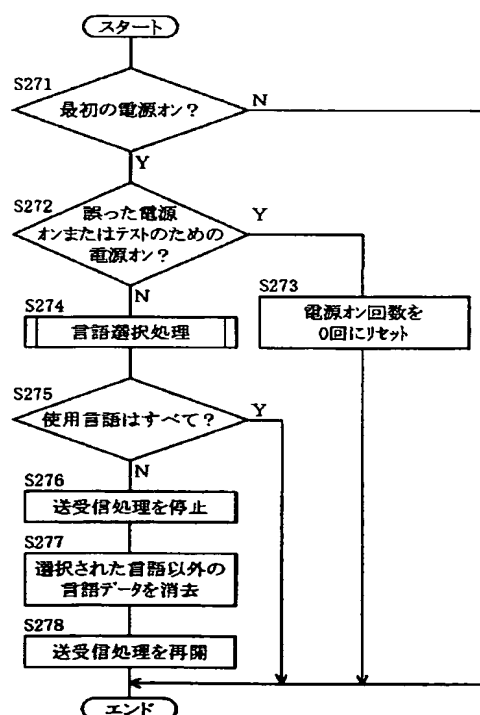 スタート
S271
最初の電源オン?
N
Y
S272
誤った電源
オンまたはテストのための
電源オン?
Y
N
S273
電源オン回数を
0回にリセット
S274
言語選択処理
S275
使用言語はすべて?
Y
N
S276
送受信処理を停止
S277
選択された言語以外の
言語データを消去
S278
送受信処理を再開
エンド